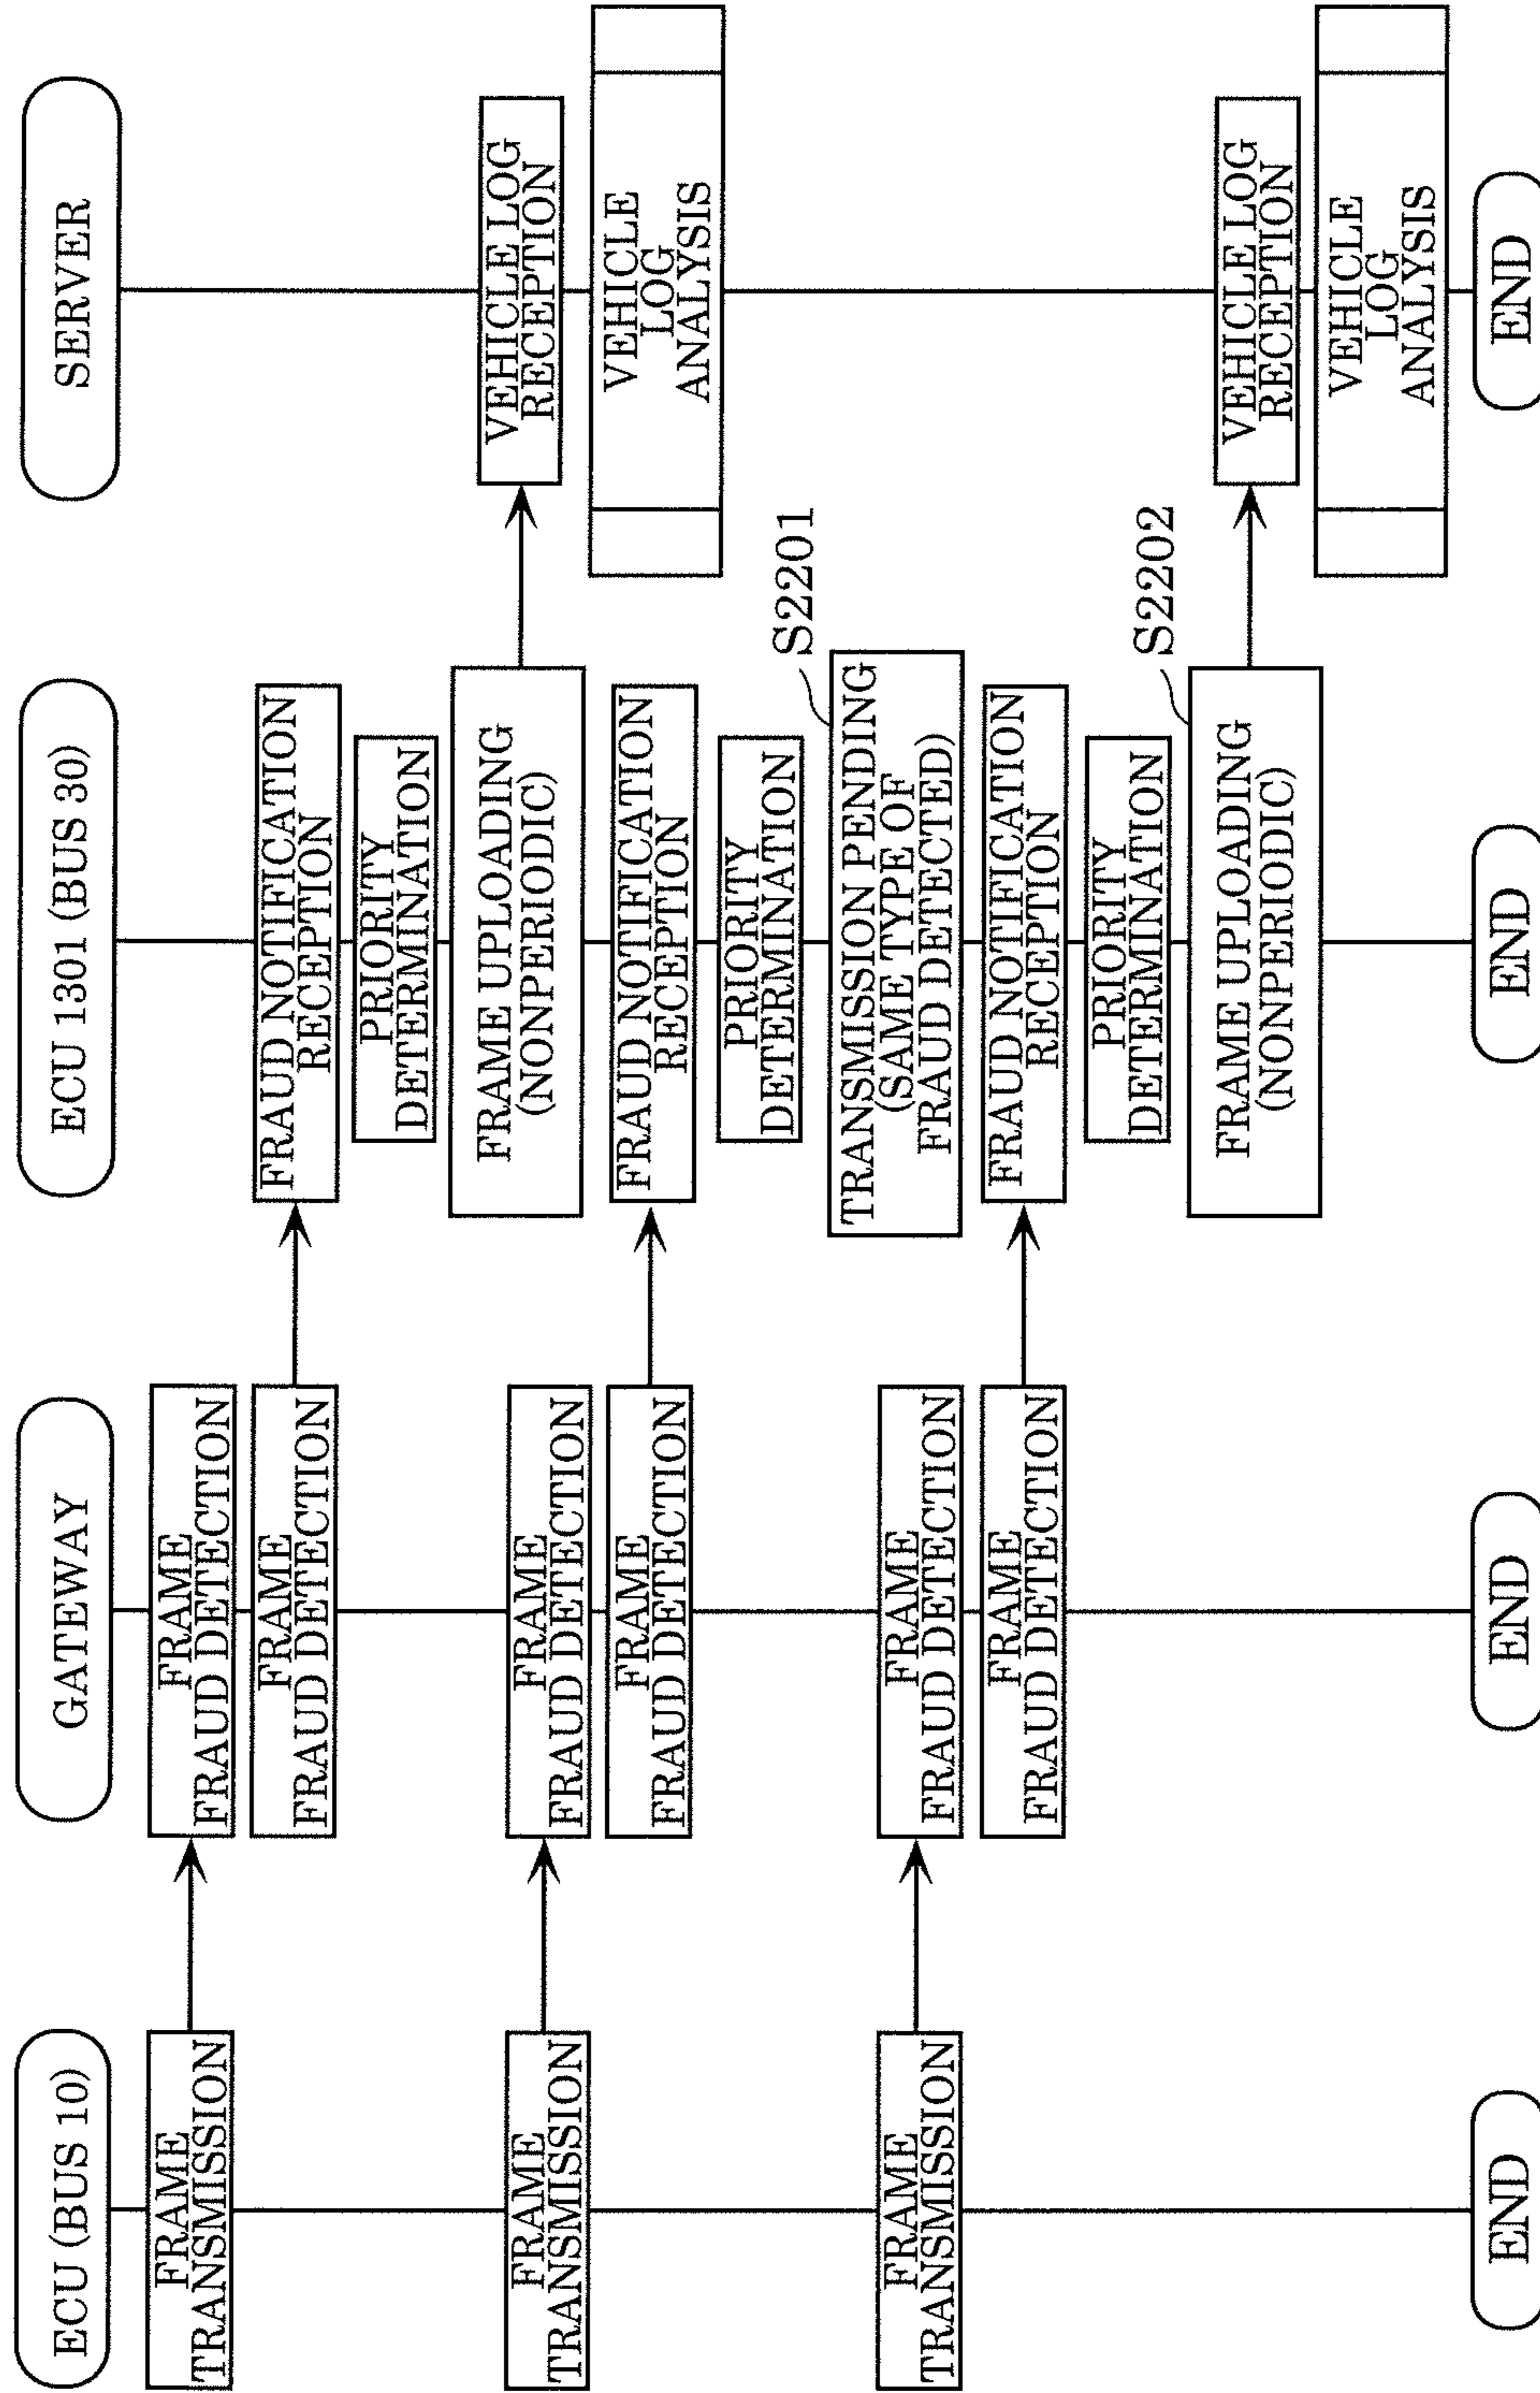 ECU (BUS 10)
GATEWAY
ECU 1301 (BUS 30)
SERVER
FRAME
TRANSMISSION
FRAME
FRAUD DETECTION
FRAME
FRAUD DETECTION
FRAUD NOTIFICATION
RECEPTION
PRIORITY
DETERMINATION
FRAME UPLOADING
(NONPERIODIC)
VEHICLE LOG
RECEPTION
VEHICLE
LOG
ANALYSIS
FRAME
TRANSMISSION
FRAME
FRAUD DETECTION
FRAME
FRAUD DETECTION
FRAUD NOTIFICATION
RECEPTION
PRIORITY
DETERMINATION
S2201
TRANSMISSION PENDING
(SAME TYPE OF
FRAUD DETECTED)
FRAME
TRANSMISSION
FRAME
FRAUD DETECTION
FRAME
FRAUD DETECTION
FRAUD NOTIFICATION
RECEPTION
PRIORITY
DETERMINATION
S2202
FRAME UPLOADING
(NONPERIODIC)
VEHICLE LOG
RECEPTION
VEHICLE
LOG
ANALYSIS
END
END
END
END